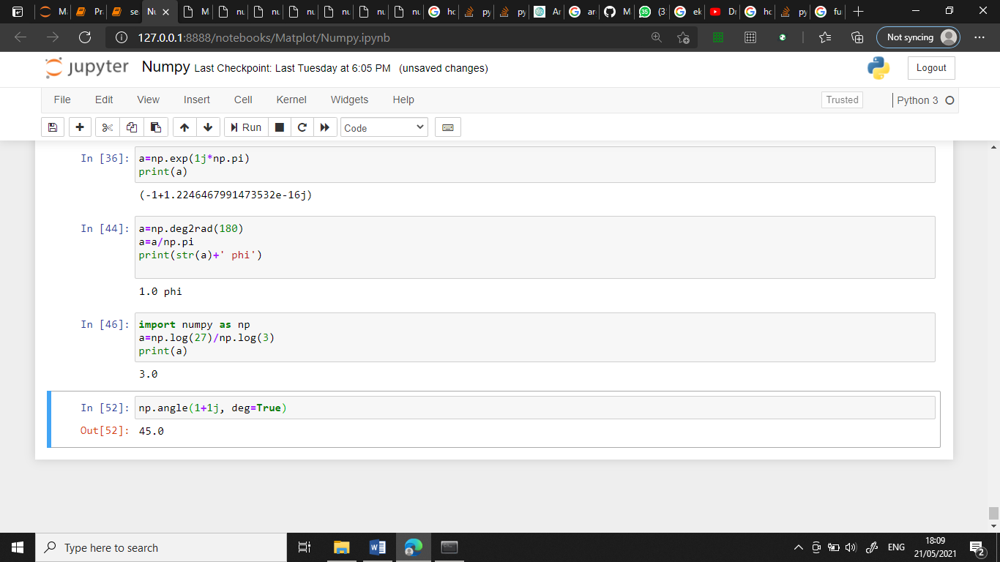 Ma
Pra
se
Nu
M
nu
nu
nu
nu
nu
nu
ho
py
py
Ar
ar
M
(3
ek
Dr
ho
py
fu
127.0.0.1:8888/notebooks/Matplot/Numpy.ipynb
Not syncing
jupyter Numpy Last Checkpoint: Last Tuesday at 6:05 PM (unsaved changes)
Logout
File Edit View Insert Cell Kernel Widgets Help
Trusted
Python 3
Run
Code
In [36]: a=np.exp(1j*np.pi)
print(a)
(-1+1.2246467991473532e-16j)
In [44]: a=np.deg2rad(180)
a=a/np.pi
print(str(a)+' phi')
1.0 phi
In [46]: import numpy as np
a=np.log(27)/np.log(3)
print(a)
3.0
In [52]: np.angle(1+1j, deg=True)
Out[52]: 45.0
Type here to search
ENG
18:09
21/05/2021
2